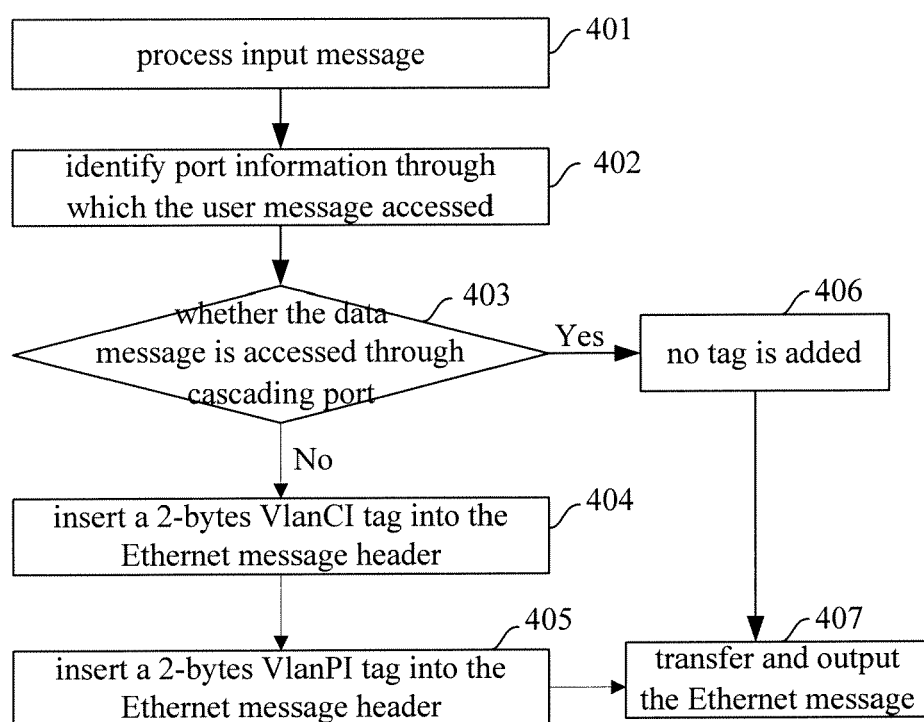 process input message
401
identify port information through
which the user message accessed
402
whether the data
message is accessed through
cascading port
403
Yes
406
no tag is added
No
insert a 2-bytes VlanCI tag into the
Ethernet message header
404
405
insert a 2-bytes VlanPI tag into the
Ethernet message header
407
transfer and output
the Ethernet message